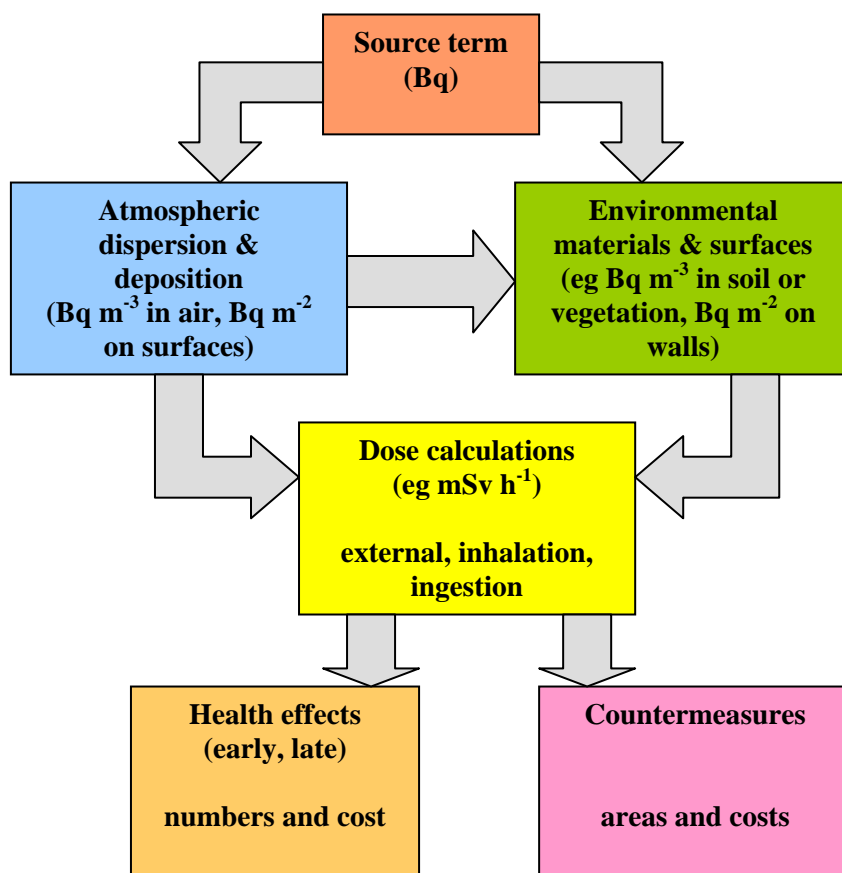 Source term
(Bq)
Atmospheric
dispersion &
deposition
(Bq m-3 in air, Bq m-2
on surfaces)
Environmental
materials & surfaces
(eg Bq m-3 in soil or
vegetation, Bq m-2 on
walls)
Dose calculations
(eg mSv h-1)
external, inhalation,
ingestion
Health effects
(early, late)
numbers and cost
Countermeasures
areas and costs